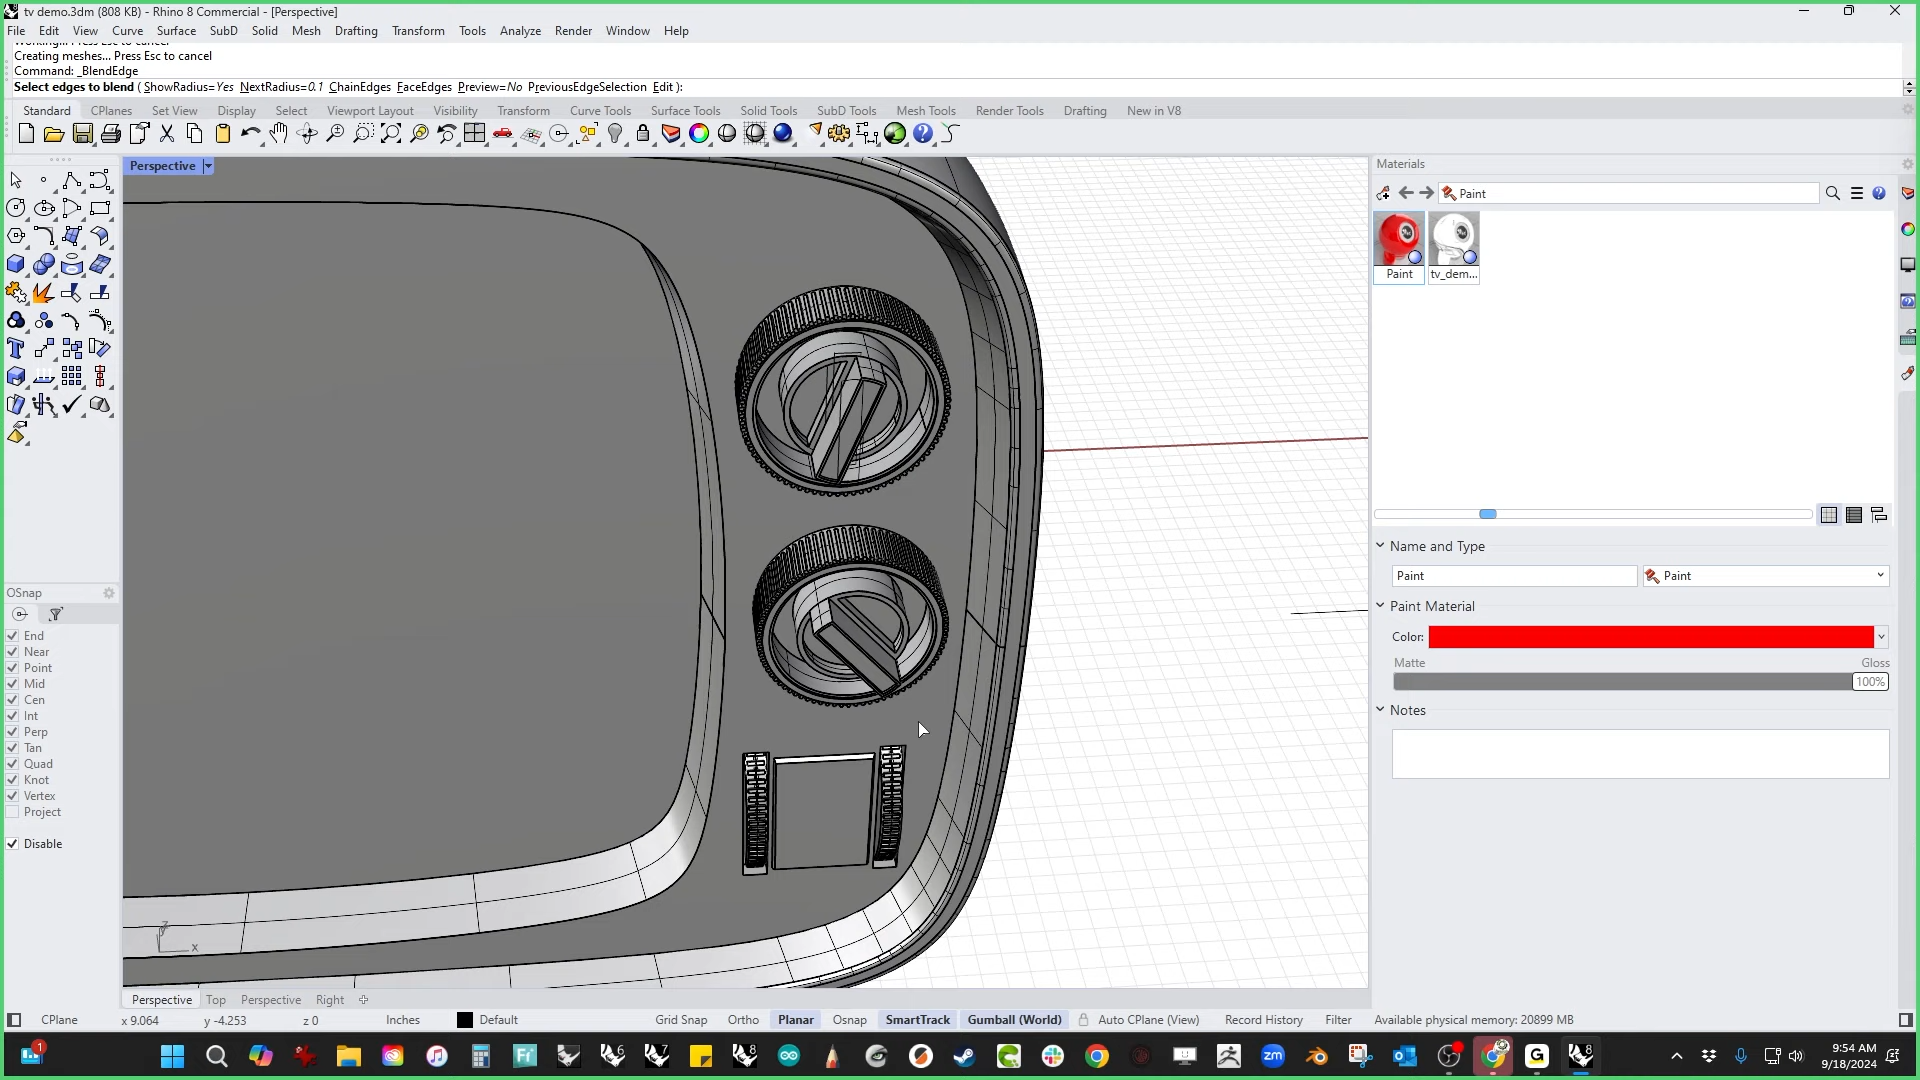 tv demo.3dm (808 KB) - Rhino 8 Commercial - [Perspective]
File Edit View Curve Surface SubD Solid Mesh Drafting Transform Tools Analyze Render Window Help
Creating meshes... Press Esc to cancel
Command: _BlendEdge
Select edges to blend ( ShowRadius=Yes NextRadius=0.1 ChainEdges FaceEdges Preview=No PreviousEdgeSelection Edit ):
Standard CPlanes Set View Display Select Viewport Layout Visibility Transform Curve Tools Surface Tools Solid Tools SubD Tools Mesh Tools Render Tools Drafting New in V8
Perspective
Materials
Paint
Paint tv_dem...
Name and Type
Paint Paint
Paint Material
Color:
Matte Gloss
100%
Notes
OSnap
End
Near
Point
Mid
Cen
Int
Perp
Tan
Quad
Knot
Vertex
Project
Disable
z
x
Perspective Top Perspective Right
CPlane x 9.064 y -4.253 z 0 Inches Default Grid Snap Ortho Planar Osnap SmartTrack Gumball (World) Auto CPlane (View) Record History Filter Available physical memory: 20899 MB
9:54 AM
9/18/2024